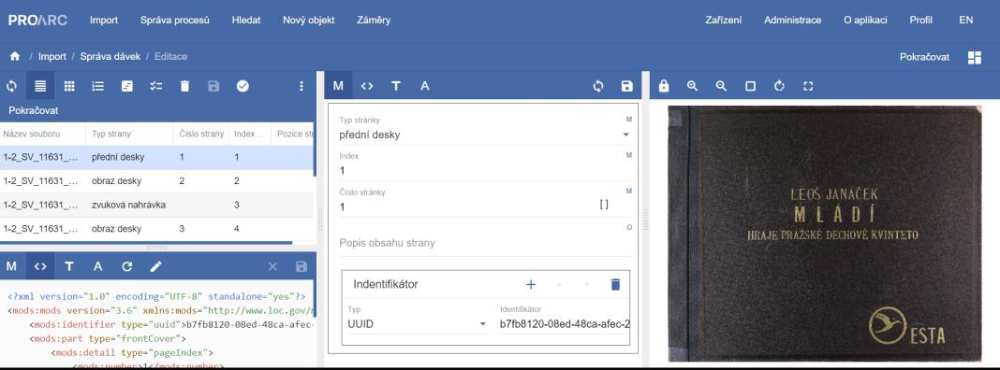 PROARC Import Správa procesů Hledat Nový objekt Záměry Zařízení Administrace O aplikaci Profil EN
/ Import / Správa dávek / Editace Pokračovat
Pokračovat
Název souboru Typ strany Číslo strany Index ... Pozice str
1-2_SV_11631_... přední desky 1 1
1-2_SV_11631_... obraz desky 2 2
1-2_SV_11631_... zvuková nahrávka 3
1-2_SV_11631_... obraz desky 3 4
M <> T A
<?xml version="1.0" encoding="UTF-8" standalone="yes"?>
<mods:mods version="3.6" xmlns:mods="http://www.loc.gov/
<mods:identifier type="uuid">b7fb8120-08ed-48ca-afec-
<mods:part type="frontCover">
<mods:detail type="pageIndex">
<mods:number>1</mods:number>
M <> T A
Typ stránky M
přední desky
Index M
1
Číslo stránky M
1 [ ]
O
Popis obsahu strany
Indentifikátor
Typ Identifikátor
UUID b7fb8120-08ed-48ca-afec-2
LEOŠ JANÁČEK
MLÁDÍ
HRAJE PRAŽSKÉ DECHOVÉ KVINTETO
ESTA